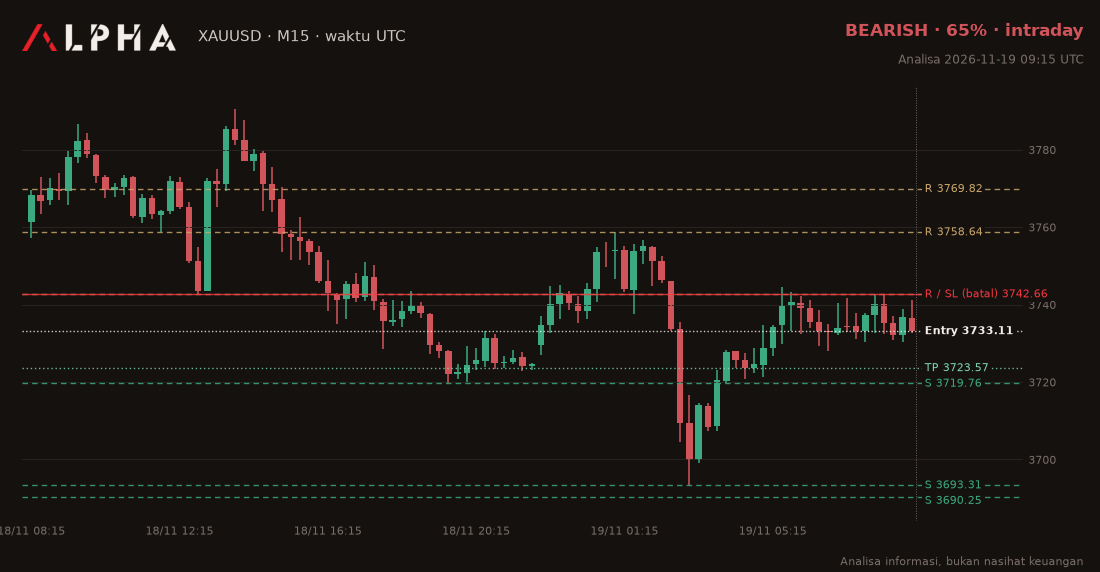 ALPHA XAUUSD · M15 · waktu UTC
BEARISH · 65% · intraday
Analisa 2026-11-19 09:15 UTC
3780
R 3769.82
3760
R 3758.64
R / SL (batal) 3742.66
3740
Entry 3733.11
TP 3723.57
S 3719.76
3720
3700
S 3693.31
S 3690.25
18/11 08:15
18/11 12:15
18/11 16:15
18/11 20:15
19/11 01:15
19/11 05:15
Analisa informasi, bukan nasihat keuangan